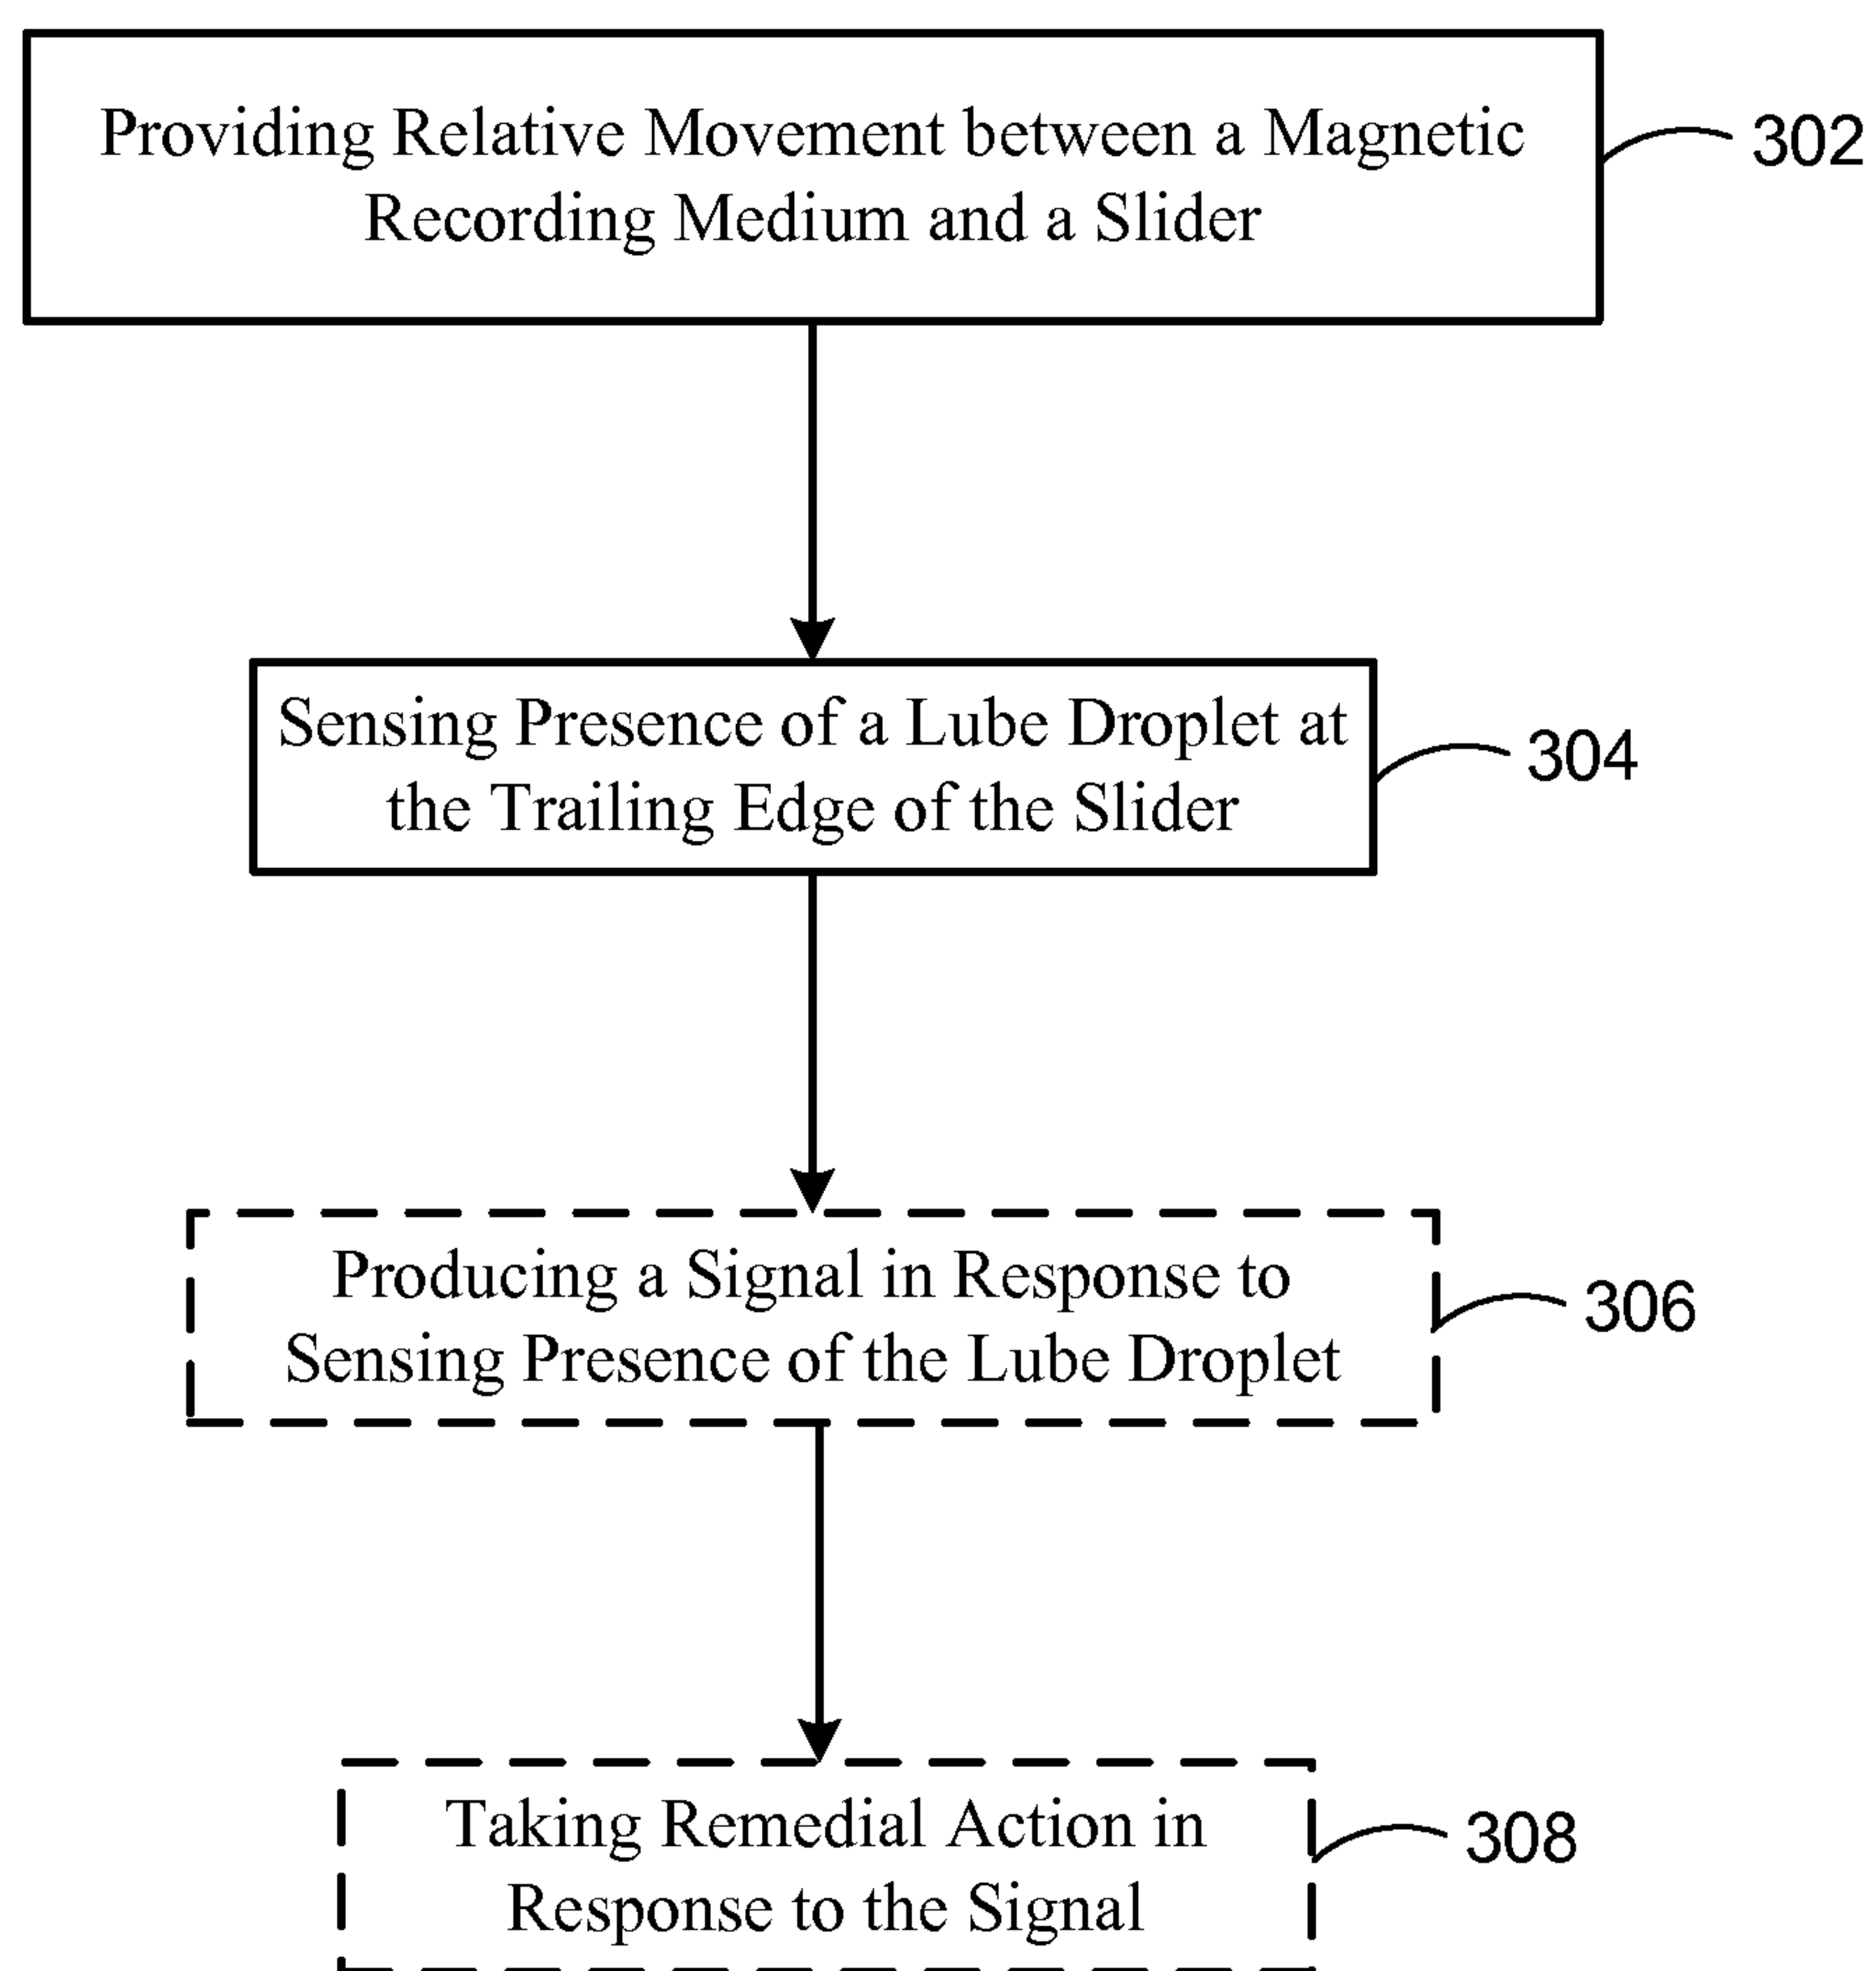 Providing Relative Movement between a Magnetic
Recording Medium and a Slider
302
Sensing Presence of a Lube Droplet at
the Trailing Edge of the Slider
304
Producing a Signal in Response to
Sensing Presence of the Lube Droplet
306
Taking Remedial Action in
Response to the Signal
308